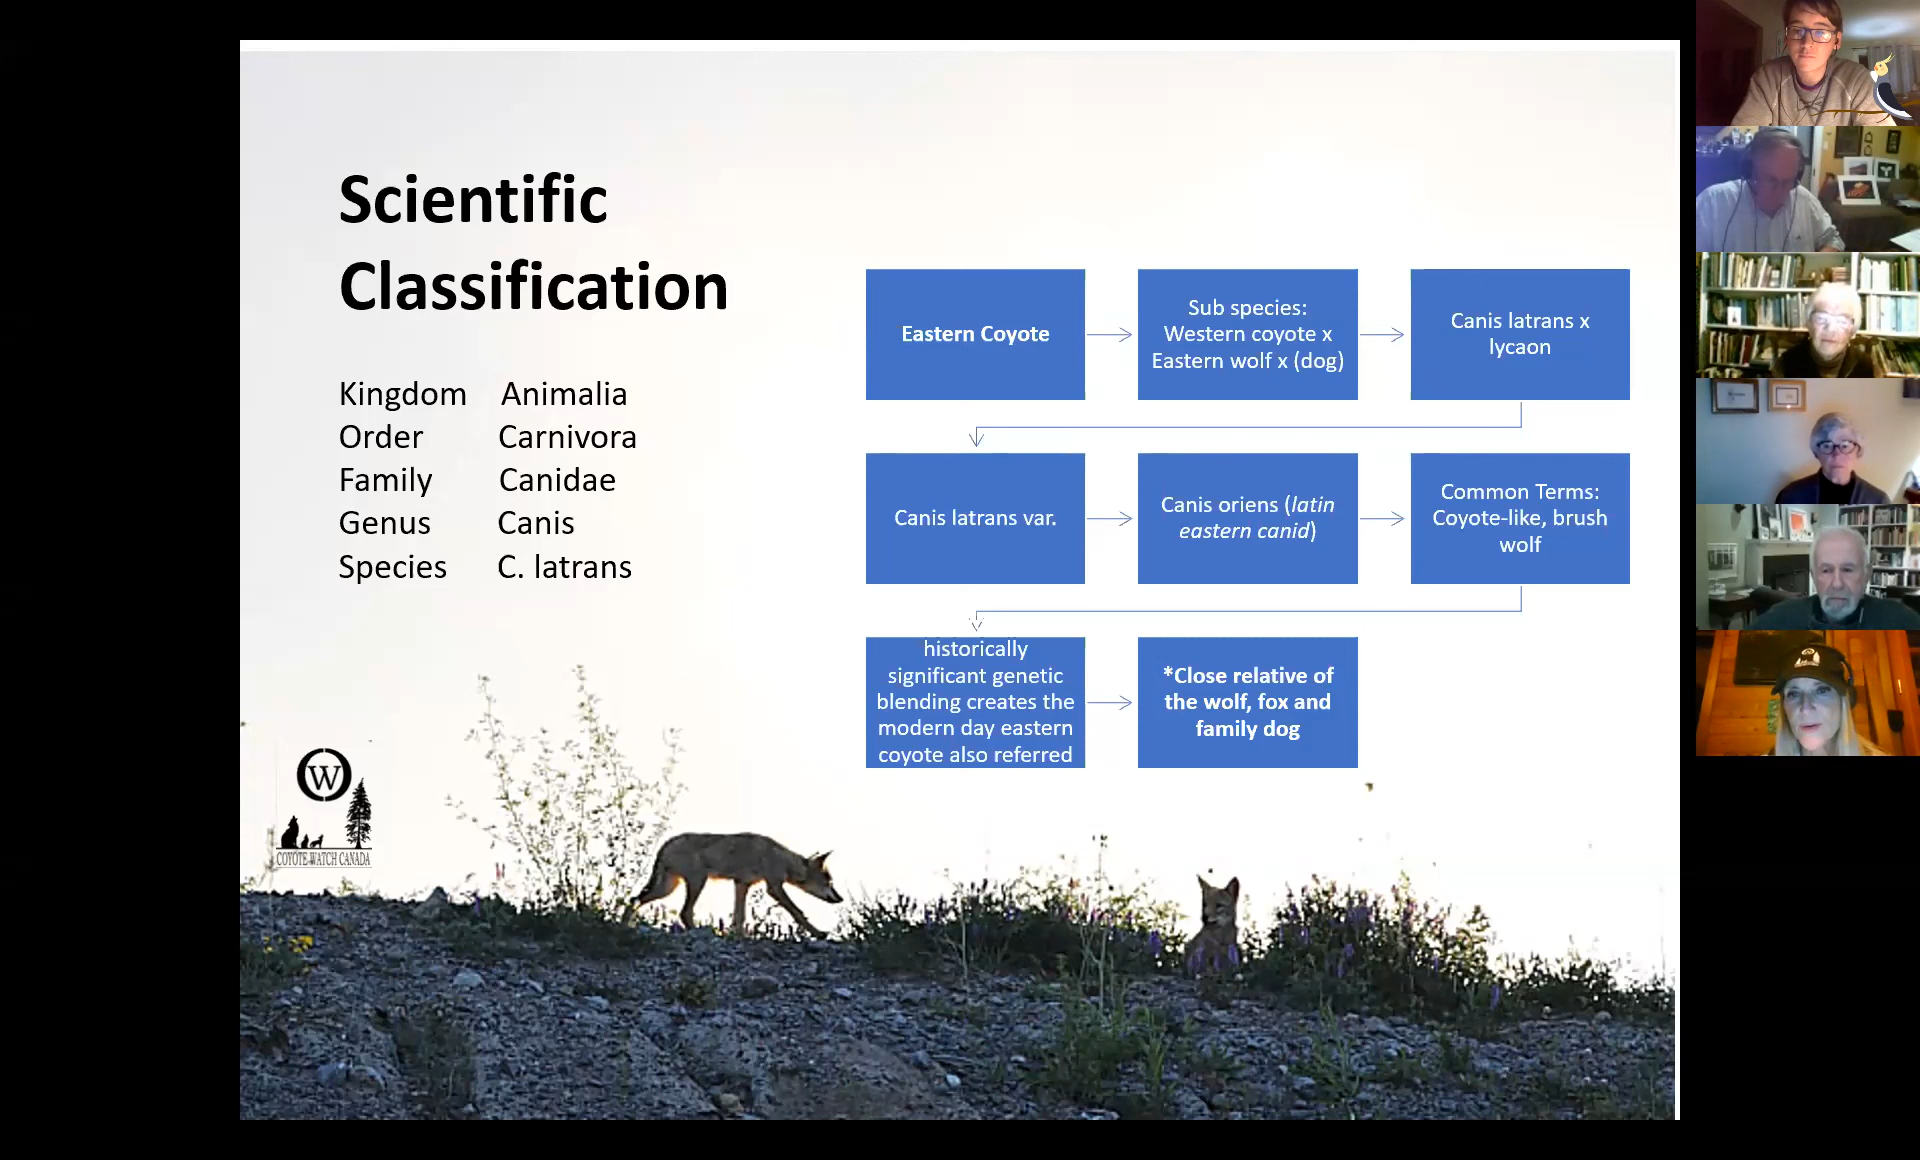 Scientific
Classification
Kingdom Animalia
Order Carnivora
Family Canidae
Genus Canis
Species C. latrans
Eastern Coyote
Sub species:
Western coyote x
Eastern wolf x (dog)
Canis latrans x
lycaon
Canis latrans var.
Canis oriens (latin
eastern canid)
Common Terms:
Coyote-like, brush
wolf
historically
significant genetic
blending creates the
modern day eastern
coyote also referred
*Close relative of
the wolf, fox and
family dog
W
COYOTE WATCH CANADA